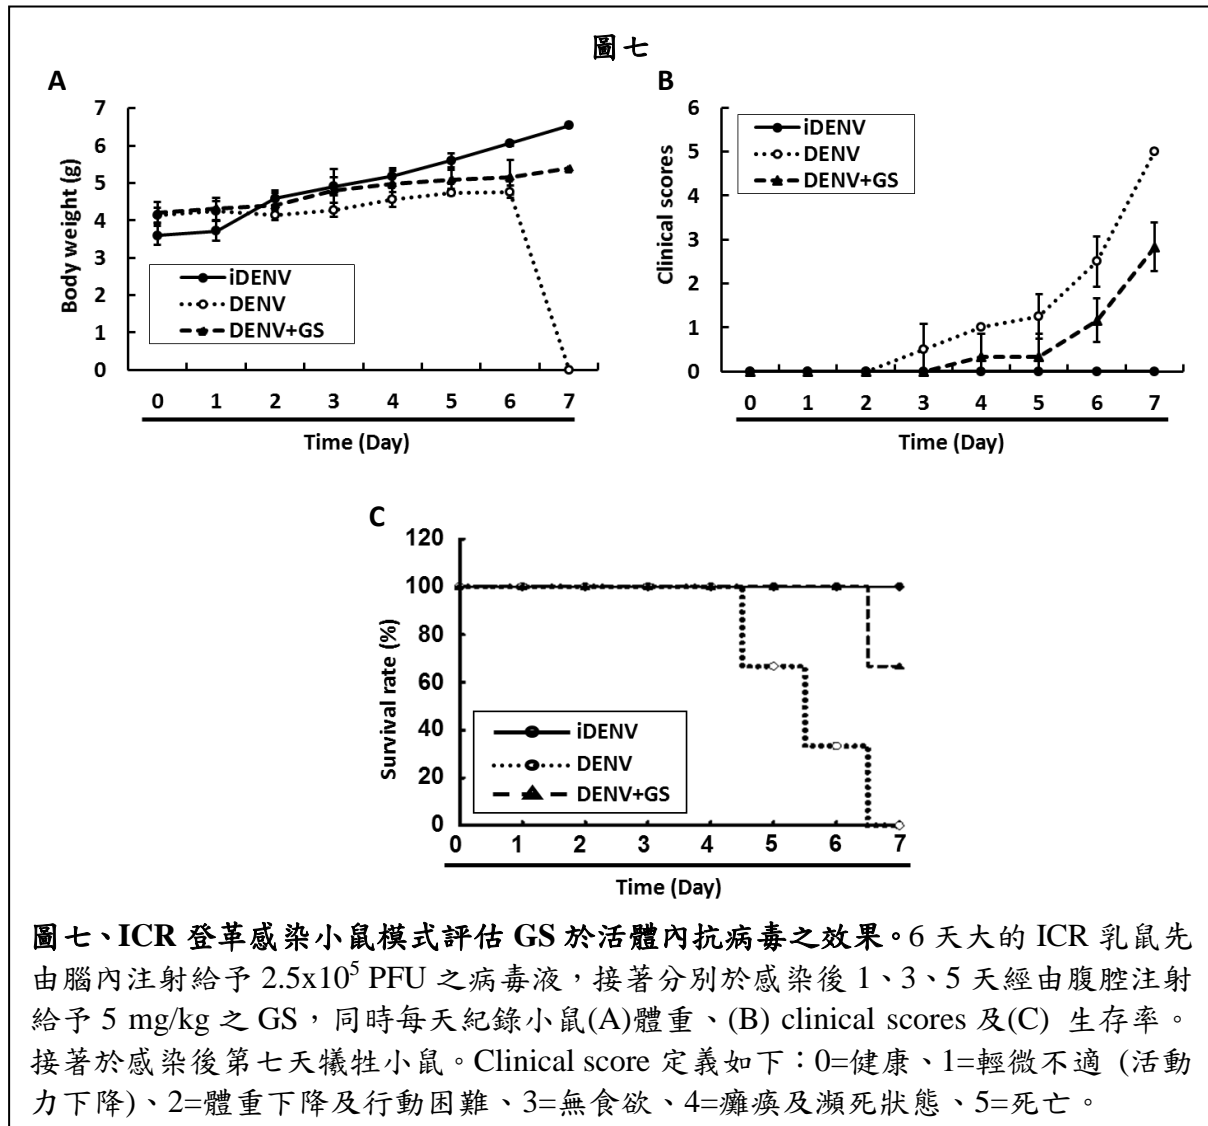 圖七
A
7
6
5
4
3
2
1
0
Body weight (g)
iDENV
DENV
DENV+GS
0 1 2 3 4 5 6 7
Time (Day)
B
6
5
4
3
2
1
0
Clinical scores
iDENV
DENV
DENV+GS
0 1 2 3 4 5 6 7
Time (Day)
C
120
100
80
60
40
20
0
Survival rate (%)
iDENV
DENV
DENV+GS
0 1 2 3 4 5 6 7
Time (Day)
圖七、ICR 登革感染小鼠模式評估 GS 於活體內抗病毒之效果。6 天大的 ICR 乳鼠先
由腦內注射給予 2.5x10⁵ PFU 之病毒液，接著分別於感染後 1、3、5 天經由腹腔注射
給予 5 mg/kg 之 GS，同時每天紀錄小鼠(A)體重、(B) clinical scores 及(C) 生存率。
接著於感染後第七天犧牲小鼠。Clinical score 定義如下：0=健康、1=輕微不適 (活動
力下降)、2=體重下降及行動困難、3=無食欲、4=癱瘓及瀕死狀態、5=死亡。